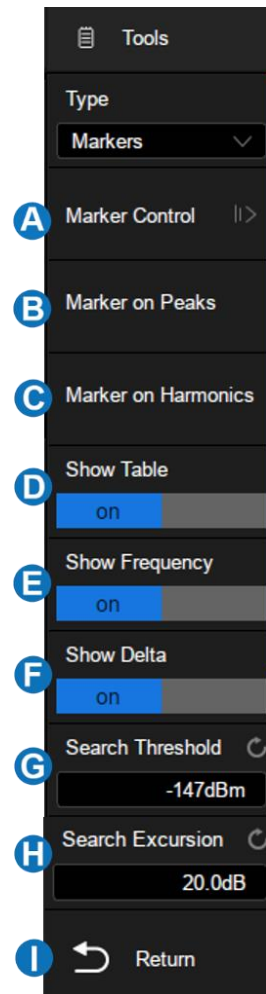 Tools
Type
Markers
A Marker Control
B Marker on Peaks
C Marker on Harmonics
Show Table
D
on
Show Frequency
E
on
Show Delta
F
on
Search Threshold
G
-147dBm
Search Excursion
H
20.0dB
I Return